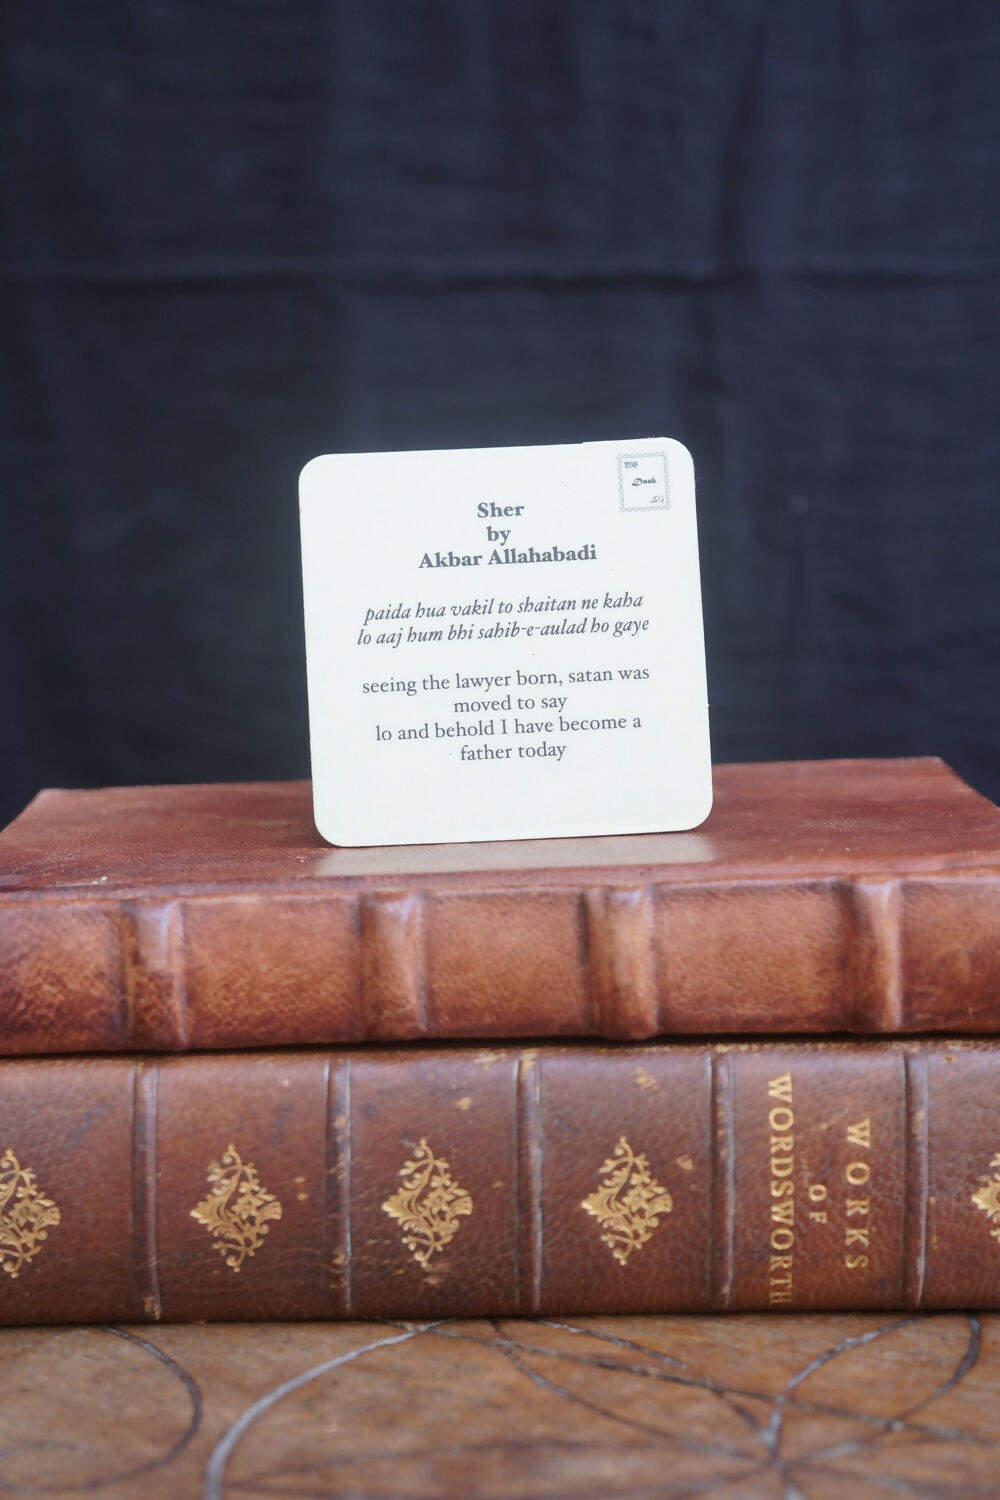 डाक
Daak
ڈاک
Sher
by
Akbar Allahabadi
paida hua vakil to shaitan ne kaha
lo aaj hum bhi sahib-e-aulad ho gaye
seeing the lawyer born, satan was
moved to say
lo and behold I have become a
father today
WORKS
OF
WORDSWORTH